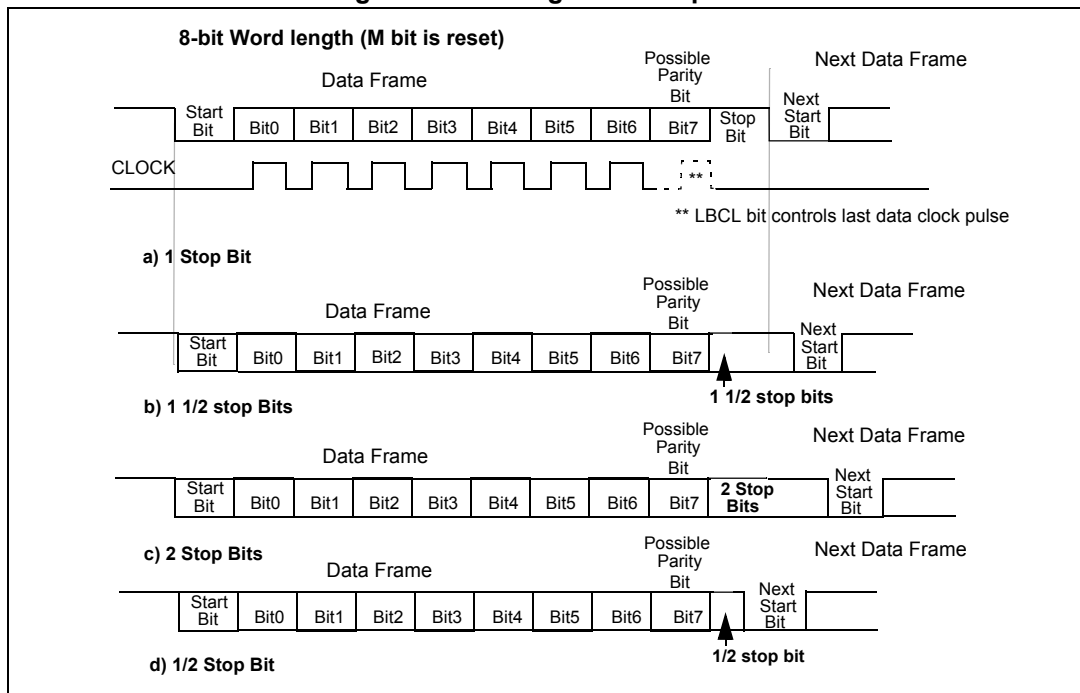 8-bit Word length (M bit is reset)
Possible
Parity
Bit
Next Data Frame
Data Frame
Start
Bit
Bit0 Bit1 Bit2 Bit3 Bit4 Bit5 Bit6 Bit7
Stop
Bit
Next
Start
Bit
CLOCK
**
** LBCL bit controls last data clock pulse
a) 1 Stop Bit
Possible
Parity
Bit
Next Data Frame
Data Frame
Start
Bit
Bit0 Bit1 Bit2 Bit3 Bit4 Bit5 Bit6 Bit7
Next
Start
Bit
1 1/2 stop bits
b) 1 1/2 stop Bits
Possible
Parity
Bit
Next Data Frame
Data Frame
Start
Bit
Bit0 Bit1 Bit2 Bit3 Bit4 Bit5 Bit6 Bit7
2 Stop
Bits
Next
Start
Bit
c) 2 Stop Bits
Possible
Parity
Bit
Next Data Frame
Data Frame
Start
Bit
Bit0 Bit1 Bit2 Bit3 Bit4 Bit5 Bit6 Bit7
Next
Start
Bit
1/2 stop bit
d) 1/2 Stop Bit